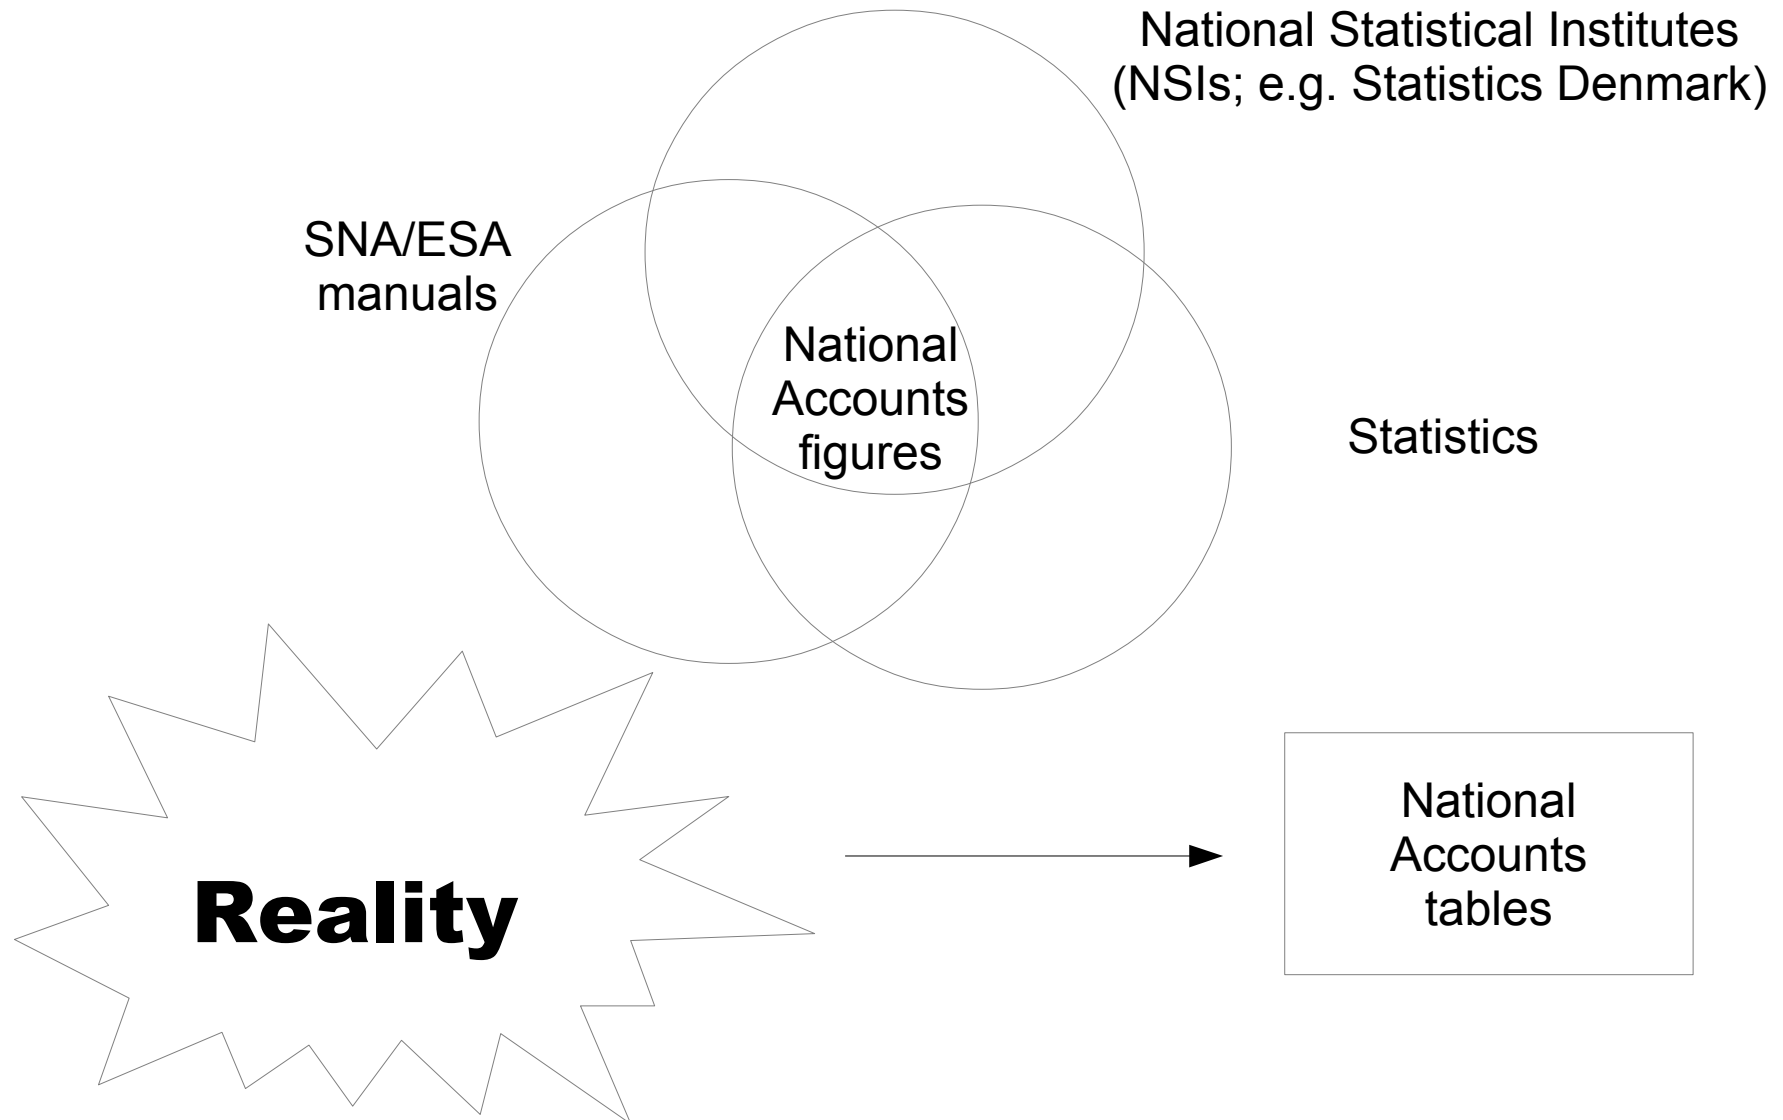 National Statistical Institutes
(NSIs; e.g. Statistics Denmark)
SNA/ESA
manuals
National
Accounts
figures
Statistics
Reality
National
Accounts
tables